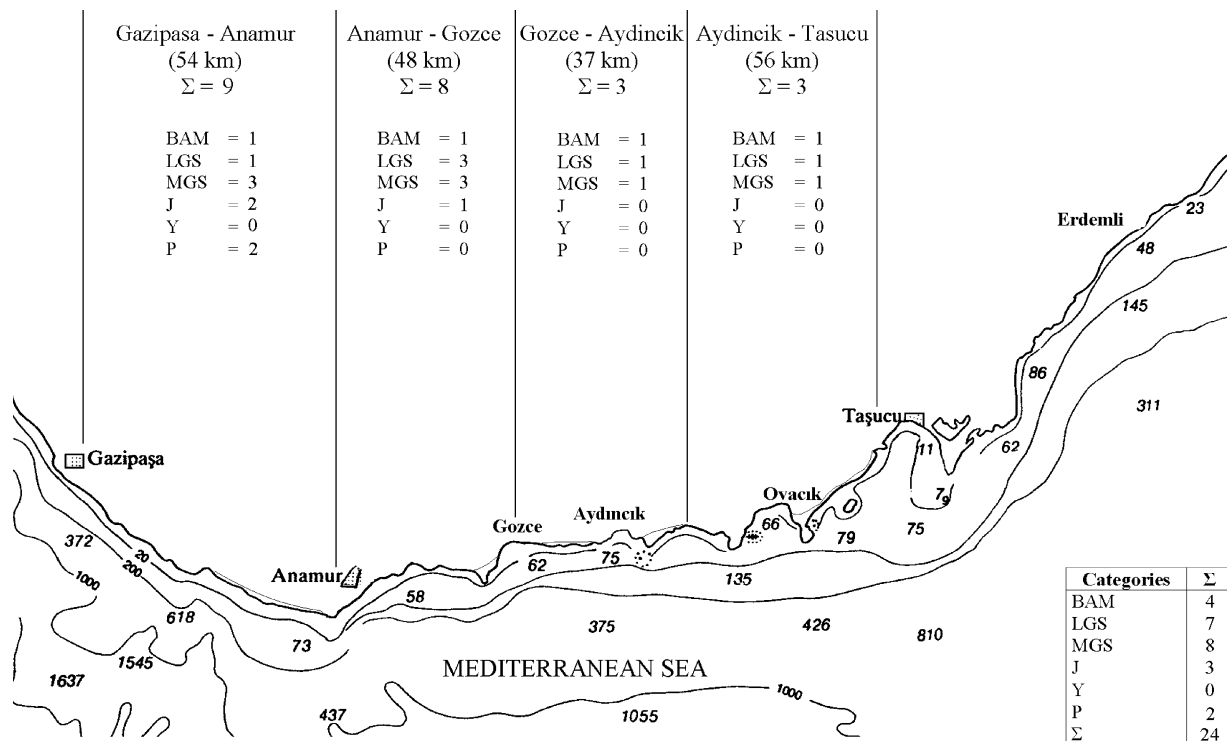 Gazipasa - Anamur
(54 km)
Σ = 9
BAM = 1
LGS = 1
MGS = 3
J = 2
Y = 0
P = 2
Anamur - Gozce
(48 km)
Σ = 8
BAM = 1
LGS = 3
MGS = 3
J = 1
Y = 0
P = 0
Gozce - Aydincik
(37 km)
Σ = 3
BAM = 1
LGS = 1
MGS = 1
J = 0
Y = 0
P = 0
Aydincik - Tasucu
(56 km)
Σ = 3
BAM = 1
LGS = 1
MGS = 1
J = 0
Y = 0
P = 0
Erdemli
23
48
145
86
311
Taşucu
11
62
Gazipaşa
Ovacık
79
Gozce
Aydıncık
66
75
372
20
200
62
75
79
1000
Anamur
58
135
618
73
375
426
810
1545
1637
MEDITERRANEAN SEA
1000
437
1055
Categories Σ
BAM 4
LGS 7
MGS 8
J 3
Y 0
P 2
Σ 24